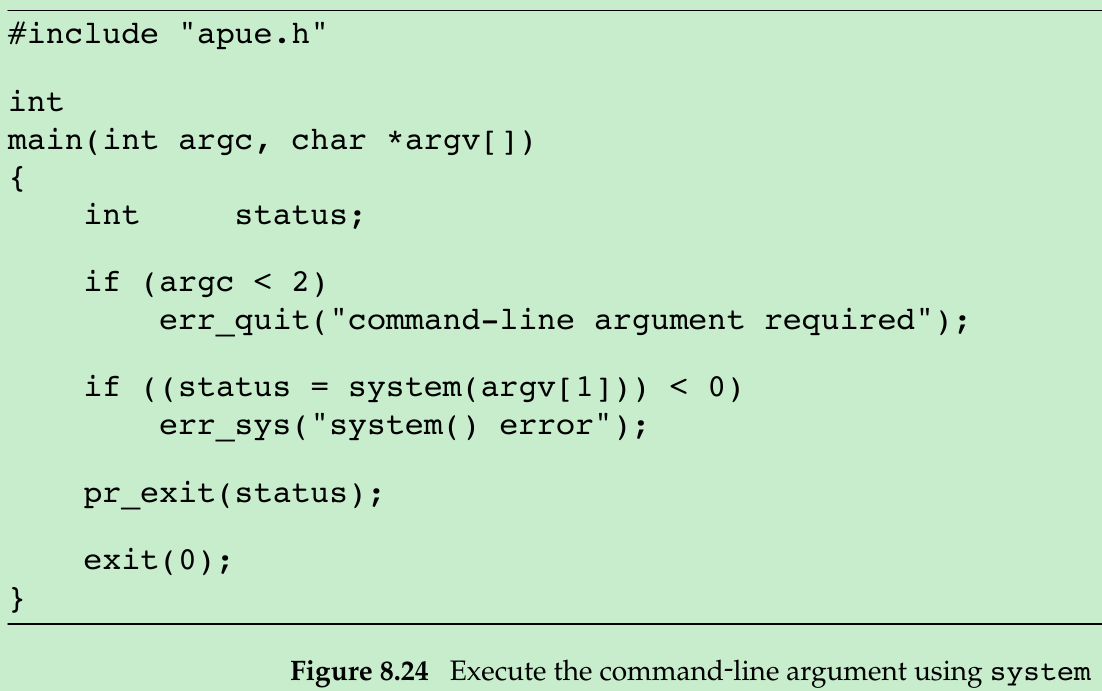 #include "apue.h"
int
main(int argc, char *argv[])
{
    int     status;
    if (argc < 2)
        err_quit("command-line argument required");
    if ((status = system(argv[1])) < 0)
        err_sys("system() error");
    pr_exit(status);
    exit(0);
}
Figure 8.24 Execute the command-line argument using system